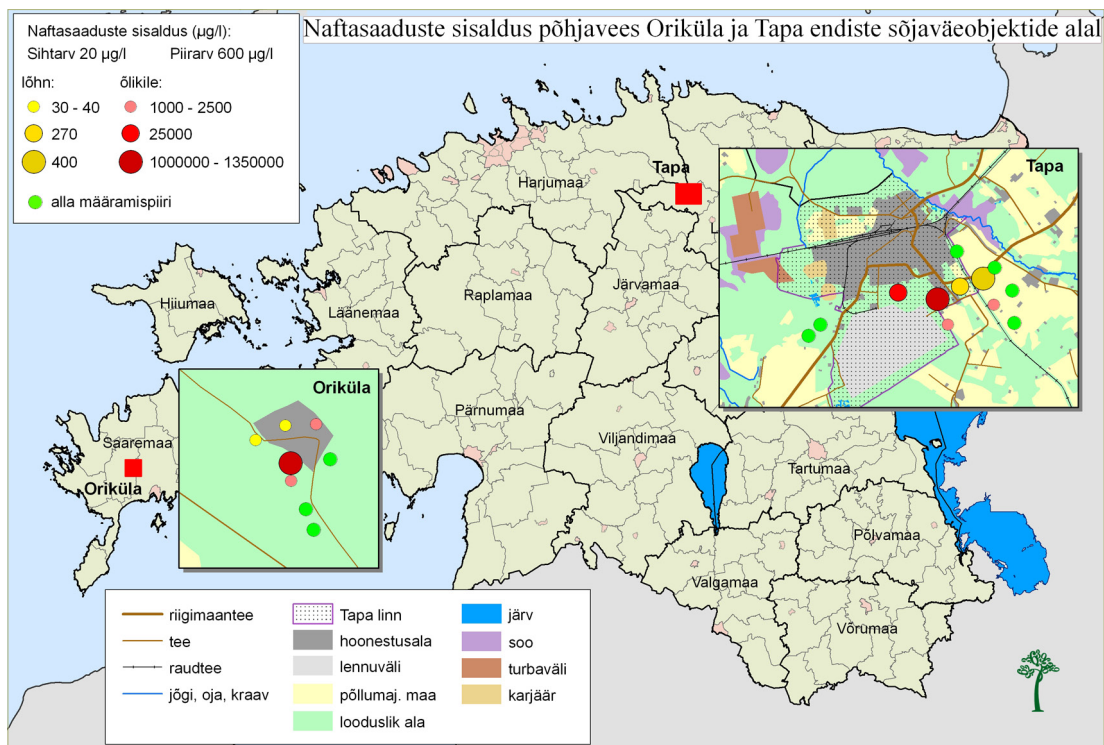 Naftasaaduste sisaldus põhjavees Oriküla ja Tapa endiste sõjaväeobjektide alal
Naftasaaduste sisaldus (µg/l):
Sihtarv 20 µg/l Piirarv 600 µg/l
lõhn: õlikile:
30 - 40 1000 - 2500
270 25000
400 1000000 - 1350000
alla määramispiiri
Harjumaa
Tapa
Tapa
Hiiumaa
Läänemaa
Raplamaa
Järvamaa
Oriküla
Saaremaa
Oriküla
Pärnumaa
Viljandimaa
Tartumaa
Põlvamaa
Valgamaa
Võrumaa
riigimaantee
tee
raudtee
jõgi, oja, kraav
Tapa linn
hoonestusala
lennuväli
põllumaj. maa
looduslik ala
järv
soo
turbaväli
karjäär